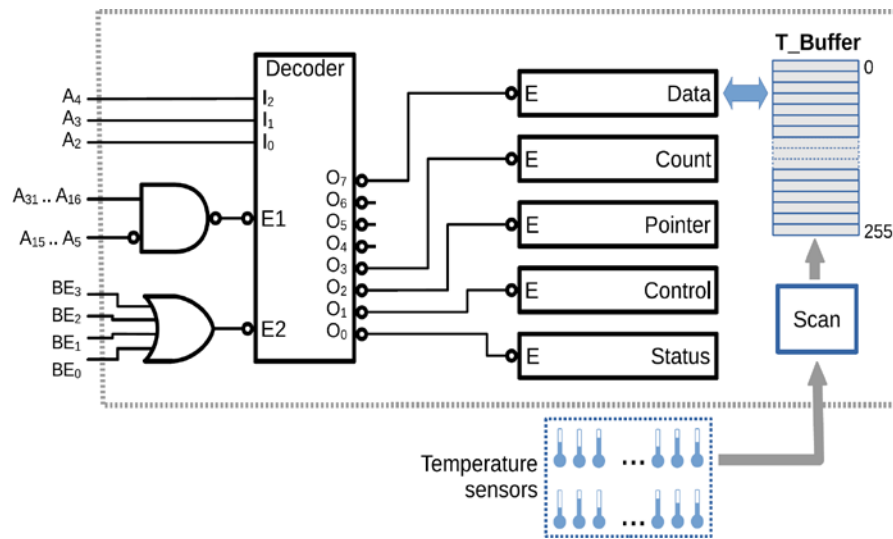 T_Buffer
0
255
Decoder
A₄
A₃
A₂
I₂
I₁
I₀
A₃₁ .. A₁₆
A₁₅ .. A₅
E1
BE₃
BE₂
BE₁
BE₀
E2
O₇
O₆
O₅
O₄
O₃
O₂
O₁
O₀
E Data
E Count
E Pointer
E Control
E Status
Scan
Temperature
sensors
...
...